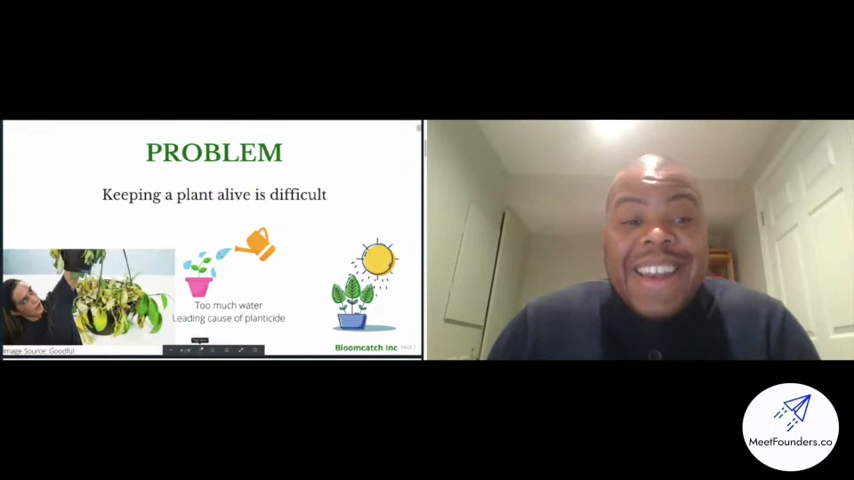 PROBLEM
Keeping a plant alive is difficult
Too much water
Leading cause of planticide
Image Source: Goodful
Bloomcatch Inc
PAGE
MeetFounders.co